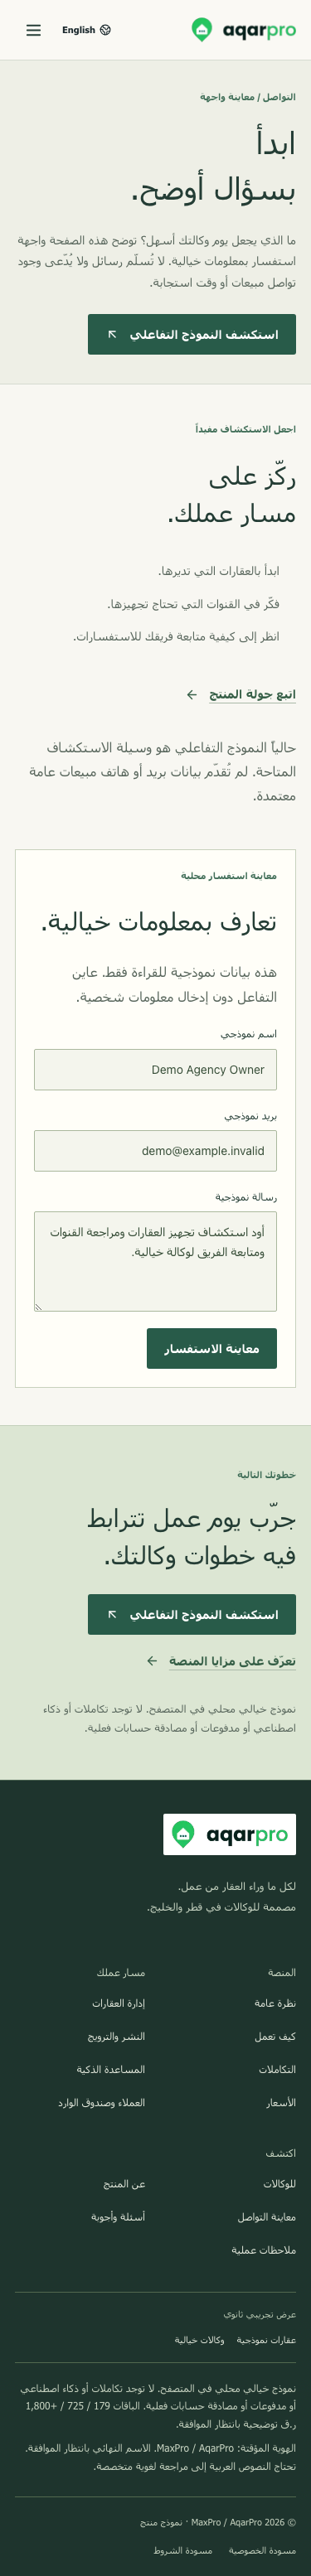 aqarpro
English
التواصل / معاينة واجهة
ابدأ
بسؤال أوضح.
ما الذي يجعل يوم وكالتك أسهل؟ توضح هذه الصفحة واجهة
استفسار بمعلومات خيالية. لا تُسلَّم رسائل ولا يُدّعى وجود
تواصل مبيعات أو وقت استجابة.
استكشف النموذج التفاعلي
اجعل الاستكشاف مفيداً
ركّز على
مسار عملك.
ابدأ بالعقارات التي تديرها.
فكّر في القنوات التي تحتاج تجهيزها.
انظر إلى كيفية متابعة فريقك للاستفسارات.
اتبع جولة المنتج
حالياً النموذج التفاعلي هو وسيلة الاستكشاف
المتاحة. لم تُقدَّم بيانات بريد أو هاتف مبيعات عامة
معتمدة.
معاينة استفسار محلية
تعارف بمعلومات خيالية.
هذه بيانات نموذجية للقراءة فقط. عاين
التفاعل دون إدخال معلومات شخصية.
اسم نموذجي
Demo Agency Owner
بريد نموذجي
demo@example.invalid
رسالة نموذجية
أود استكشاف تجهيز العقارات ومراجعة القنوات
ومتابعة الفريق لوكالة خيالية.
معاينة الاستفسار
خطوتك التالية
جرّب يوم عمل تترابط
فيه خطوات وكالتك.
استكشف النموذج التفاعلي
تعرّف على مزايا المنصة
نموذج خيالي محلي في المتصفح. لا توجد تكاملات أو ذكاء
اصطناعي أو مدفوعات أو مصادقة حسابات فعلية.
aqarpro
لكل ما وراء العقار من عمل.
مصممة للوكالات في قطر والخليج.
المنصة
نظرة عامة
كيف تعمل
التكاملات
الأسعار
مسار عملك
إدارة العقارات
النشر والترويج
المساعدة الذكية
العملاء وصندوق الوارد
اكتشف
للوكالات
عن المنتج
معاينة التواصل
أسئلة وأجوبة
ملاحظات عملية
عرض تجريبي ثانوي
عقارات نموذجية
وكالات خيالية
نموذج خيالي محلي في المتصفح. لا توجد تكاملات أو ذكاء اصطناعي
أو مدفوعات أو مصادقة حسابات فعلية. الباقات 179 / 725 / +1,800
ر.ق توضيحية بانتظار الموافقة.
الهوية المؤقتة: MaxPro / AqarPro. الاسم النهائي بانتظار الموافقة.
تحتاج النصوص العربية إلى مراجعة لغوية متخصصة.
© 2026 MaxPro / AqarPro · نموذج منتج
مسودة الخصوصية
مسودة الشروط